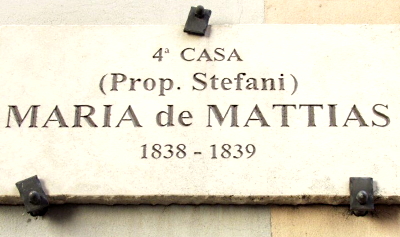 4ª CASA
(Prop. Stefani)
MARIA de MATTIAS
1838 - 1839